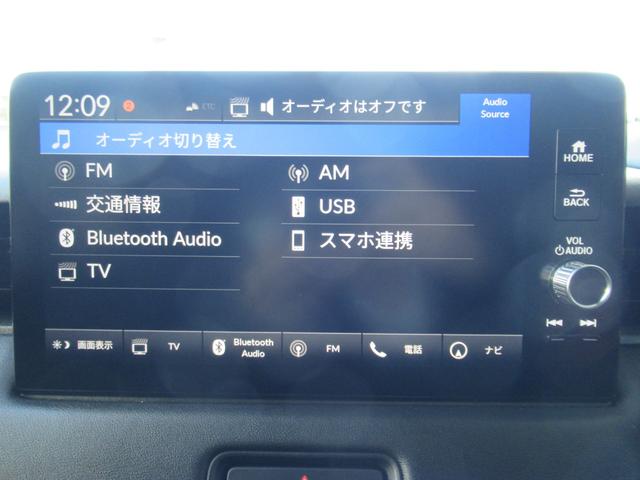 12:09 2 ETC オーディオはオフです Audio Source
オーディオ切り替え
FM AM
交通情報 USB
Bluetooth Audio スマホ連携
TV
画面表示 TV Bluetooth Audio FM 電話 ナビ
HOME
BACK
VOL
AUDIO